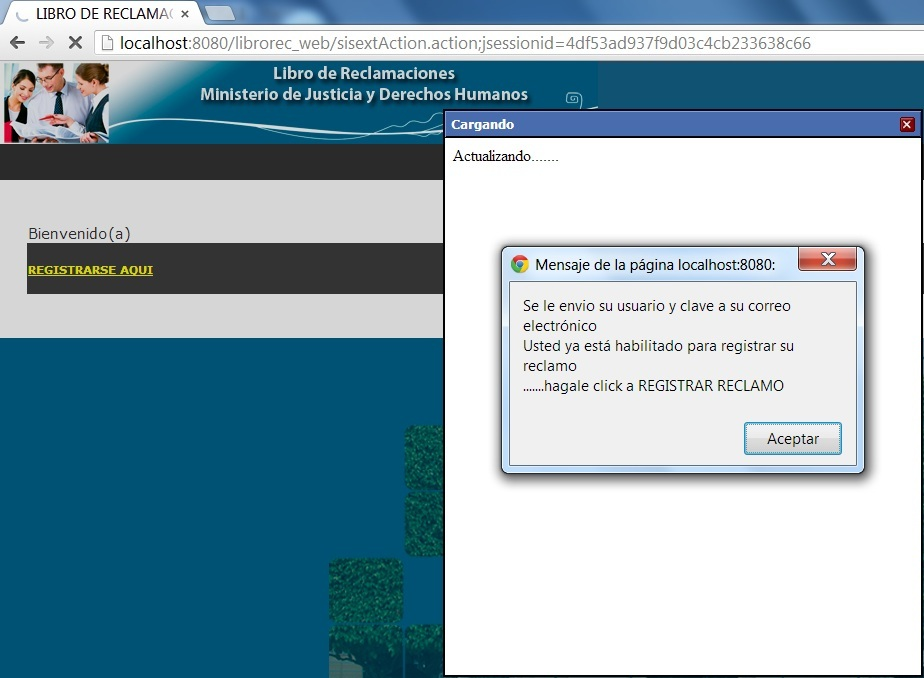 LIBRO DE RECLAMAC
localhost:8080/librorec_web/sisextAction.action;jsessionid=4df53ad937f9d03c4cb233638c66
Libro de Reclamaciones
Ministerio de Justicia y Derechos Humanos
Cargando
Actualizando.......
Bienvenido(a)
REGISTRARSE AQUI
Mensaje de la página localhost:8080:
Se le envio su usuario y clave a su correo
electrónico
Usted ya está habilitado para registrar su
reclamo
.......hagale click a REGISTRAR RECLAMO
Aceptar